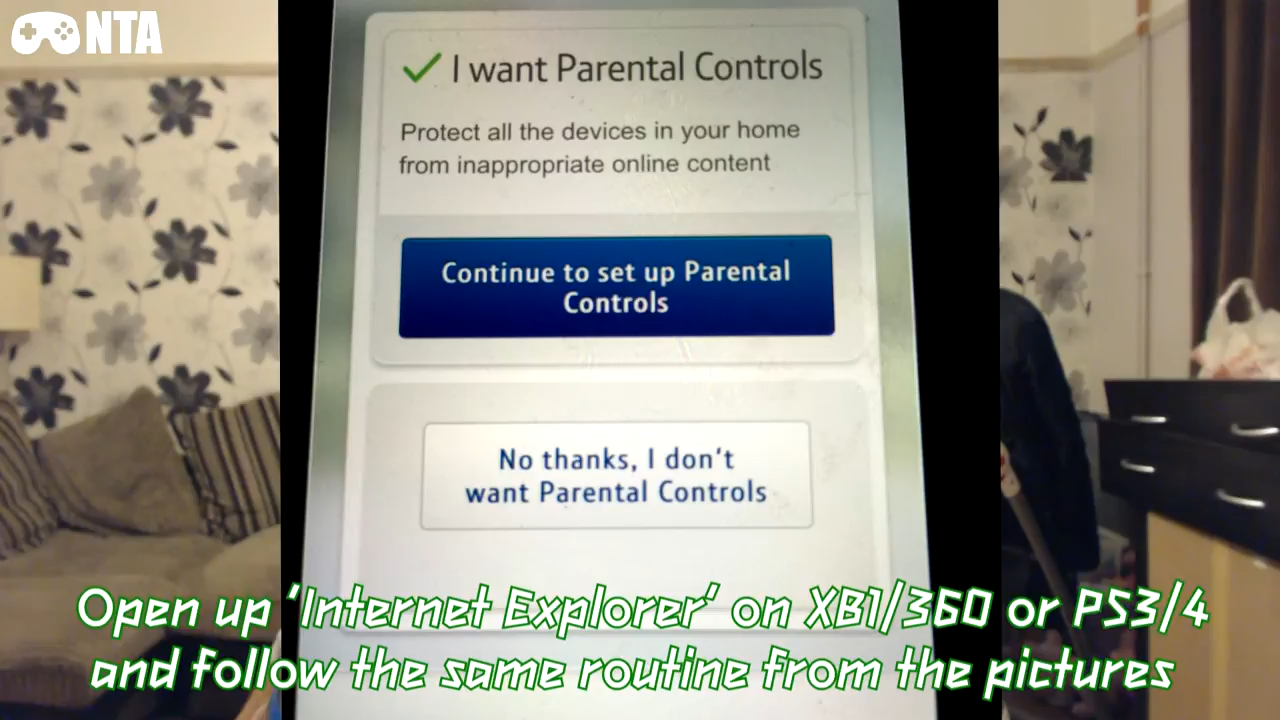 NTA
I want Parental Controls
Protect all the devices in your home
from inappropriate online content
Continue to set up Parental
Controls
No thanks, I don't
want Parental Controls
Open up 'Internet Explorer' on XB1/360 or PS3/4
and follow the same routine from the pictures